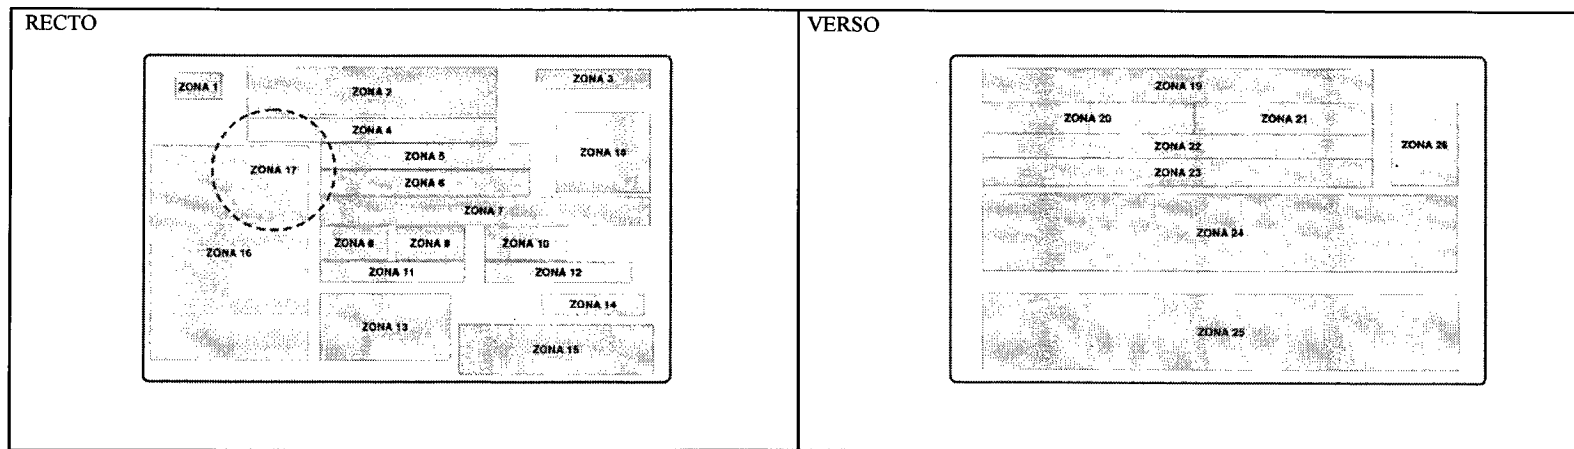 RECTO
ZONA 1
ZONA 2
ZONA 3
ZONA 4
ZONA 5
ZONA 18
ZONA 17
ZONA 6
ZONA 7
ZONA 8
ZONA 9
ZONA 10
ZONA 16
ZONA 11
ZONA 12
ZONA 14
ZONA 13
ZONA 15
VERSO
ZONA 19
ZONA 20
ZONA 21
ZONA 22
ZONA 26
ZONA 23
ZONA 24
ZONA 25